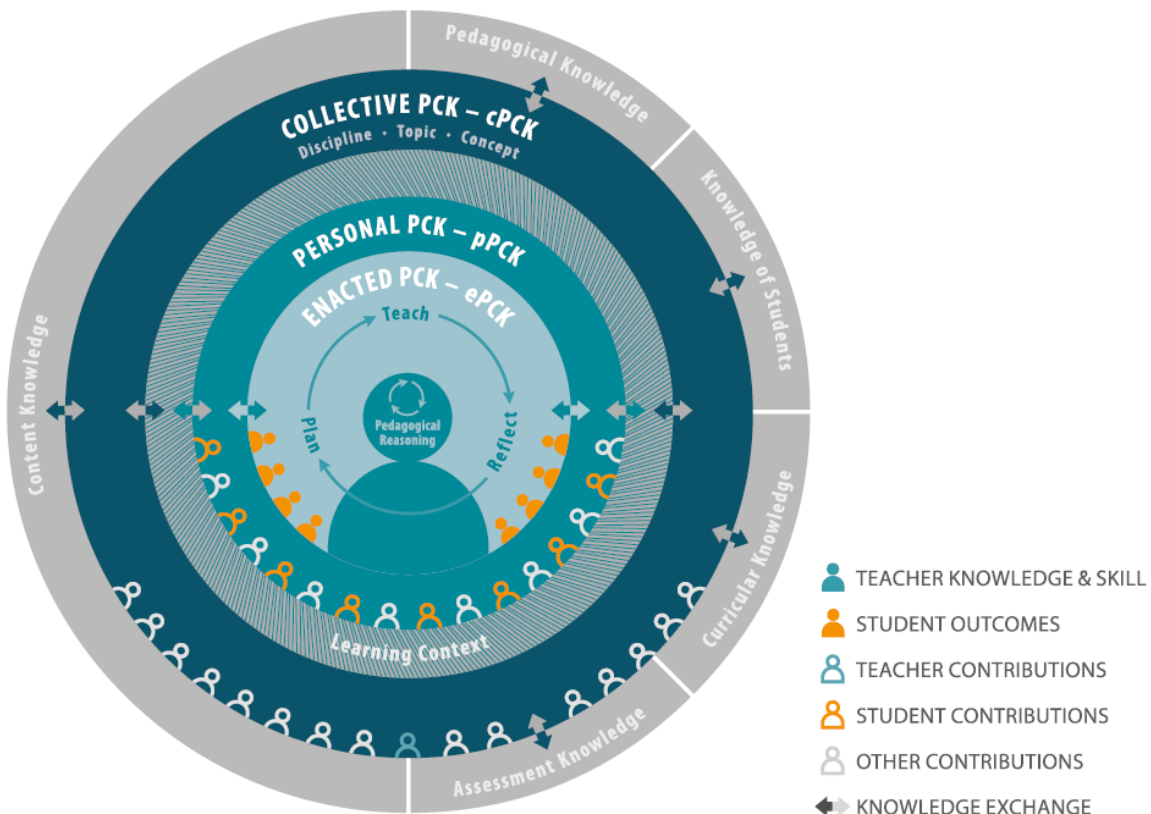 Pedagogical Knowledge
COLLECTIVE PCK – cPCK
Discipline • Topic • Concept
Knowledge of Students
PERSONAL PCK – pPCK
ENACTED PCK – ePCK
Teach
Content Knowledge
Plan
Pedagogical
Reasoning
Reflect
Curricular Knowledge
Learning Context
Assessment Knowledge
TEACHER KNOWLEDGE & SKILL
STUDENT OUTCOMES
TEACHER CONTRIBUTIONS
STUDENT CONTRIBUTIONS
OTHER CONTRIBUTIONS
KNOWLEDGE EXCHANGE